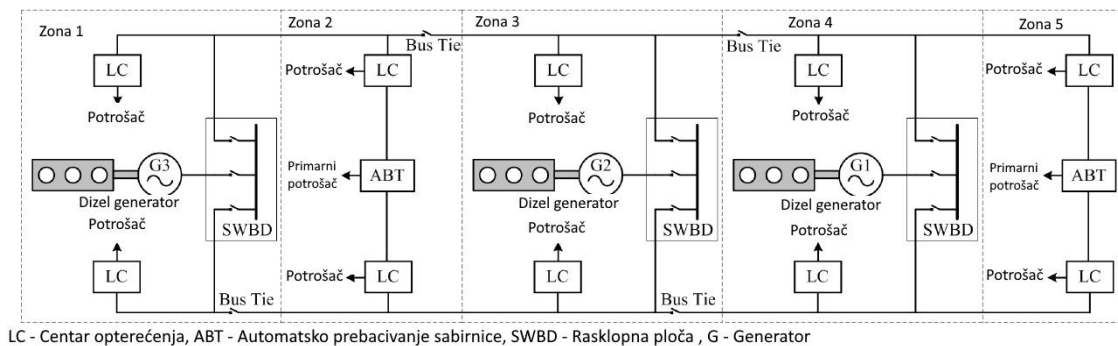 Zona 1
Zona 2
Zona 3
Zona 4
Zona 5
Bus Tie
Bus Tie
LC
Potrošač
LC
LC
Potrošač
LC
Potrošač
LC
Potrošač
Potrošač
G3
Dizel generator
Potrošač
SWBD
Primarni
potrošač
ABT
G2
Dizel generator
Potrošač
SWBD
G1
Dizel generator
Potrošač
SWBD
Primarni
potrošač
ABT
LC
Potrošač
LC
LC
LC
Potrošač
LC
Bus Tie
Bus Tie
LC - Centar opterećenja, ABT - Automatsko prebacivanje sabirnice, SWBD - Rasklopna ploča , G - Generator